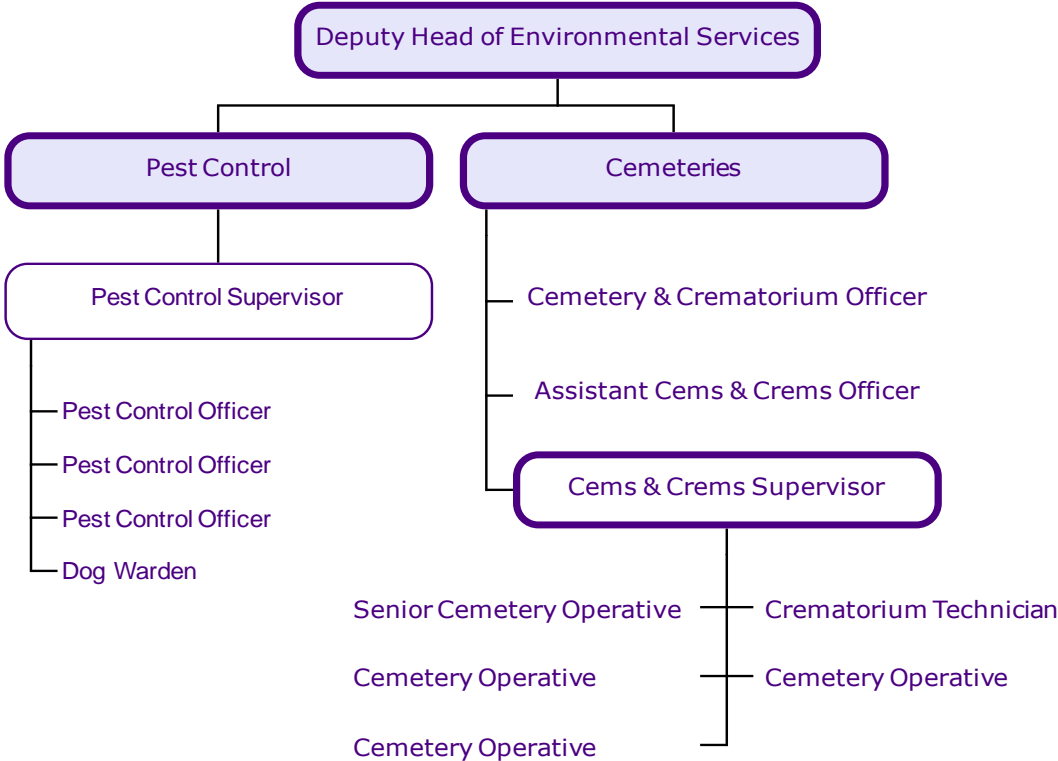 Deputy Head of Environmental Services
Pest Control
Cemeteries
Pest Control Supervisor
Cemetery & Crematorium Officer
Assistant Cems & Crems Officer
Pest Control Officer
Pest Control Officer
Cems & Crems Supervisor
Pest Control Officer
Dog Warden
Senior Cemetery Operative
Crematorium Technician
Cemetery Operative
Cemetery Operative
Cemetery Operative